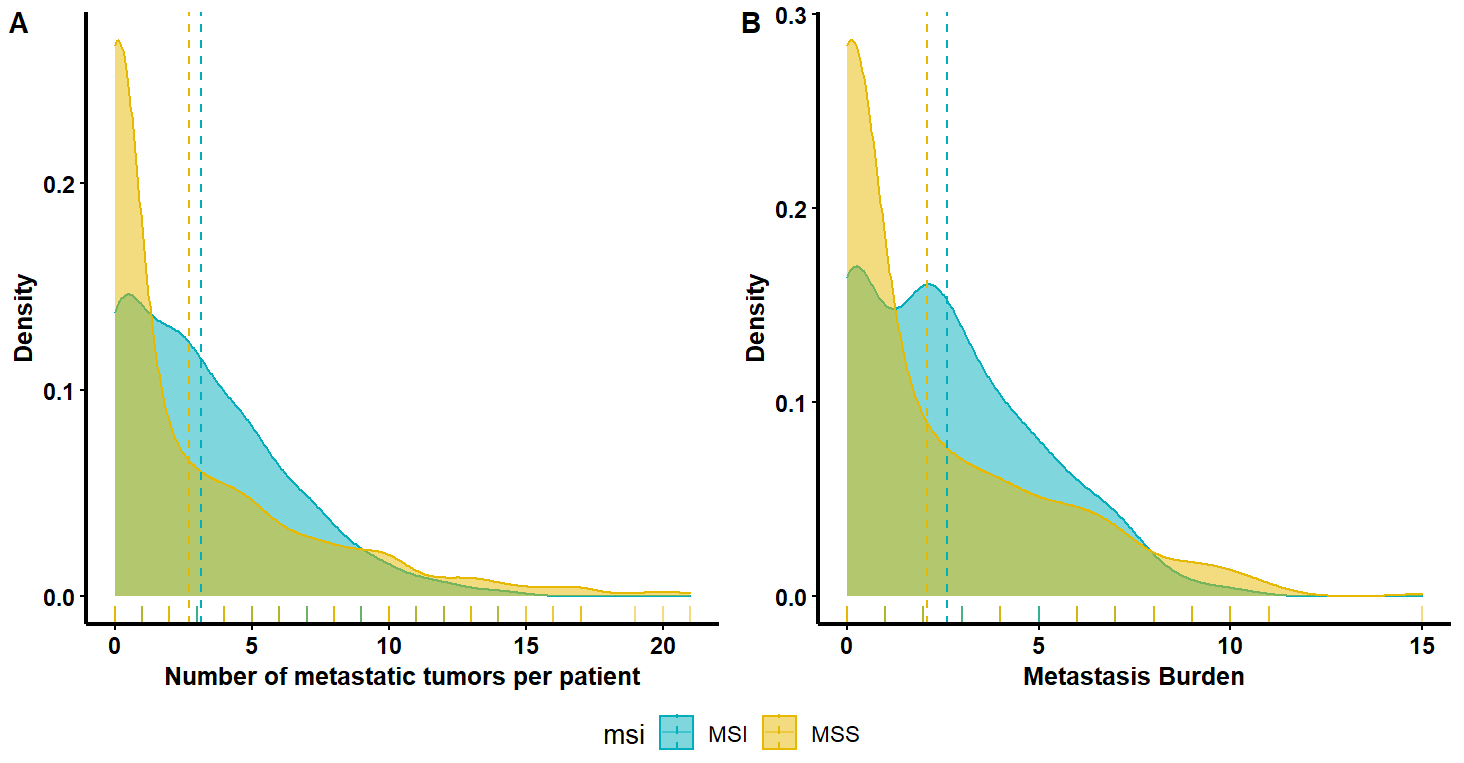 A
Density
0.2
0.1
0.0
0 5 10 15 20
Number of metastatic tumors per patient
B
Density
0.3
0.2
0.1
0.0
0 5 10 15
Metastasis Burden
msi MSI MSS